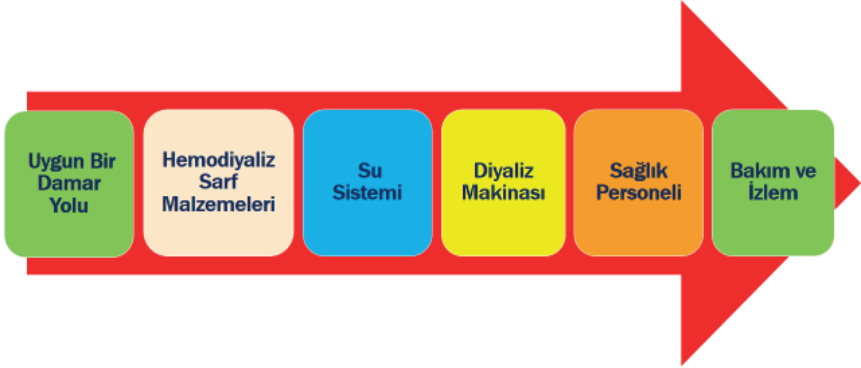 Uygun Bir
Damar
Yolu
Hemodiyaliz
Sarf
Malzemeleri
Su
Sistemi
Diyaliz
Makinası
Sağlık
Personeli
Bakım ve
İzlem